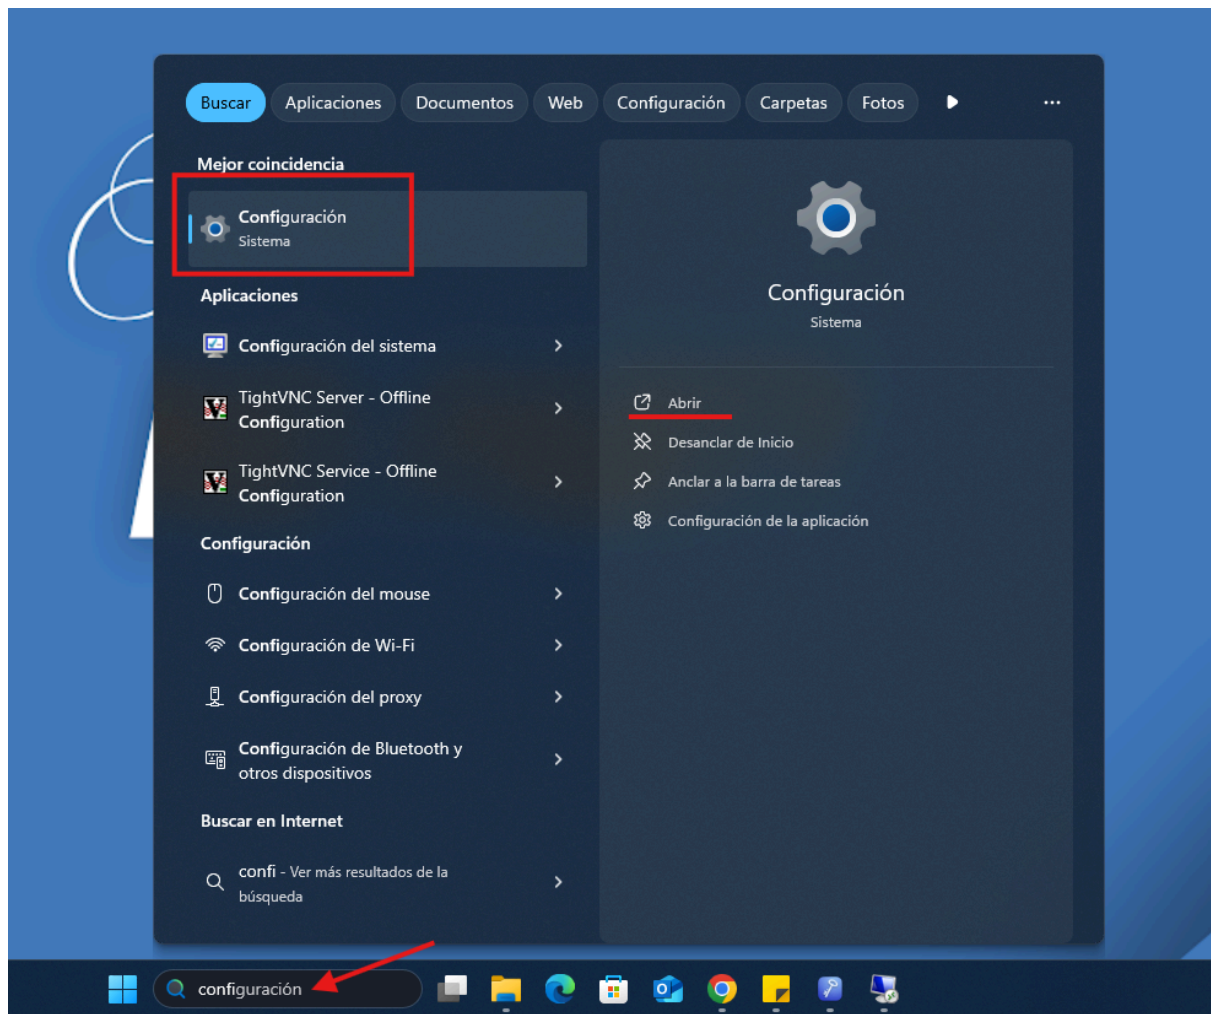 Buscar Aplicaciones Documentos Web Configuración Carpetas Fotos
Mejor coincidencia
Configuración
Sistema
Aplicaciones
Configuración del sistema
TightVNC Server - Offline
Configuration
TightVNC Service - Offline
Configuration
Configuración
Configuración del mouse
Configuración de Wi-Fi
Configuración del proxy
Configuración de Bluetooth y
otros dispositivos
Buscar en Internet
confi - Ver más resultados de la
búsqueda
Configuración
Sistema
Abrir
Desanclar de Inicio
Anclar a la barra de tareas
Configuración de la aplicación
configuración